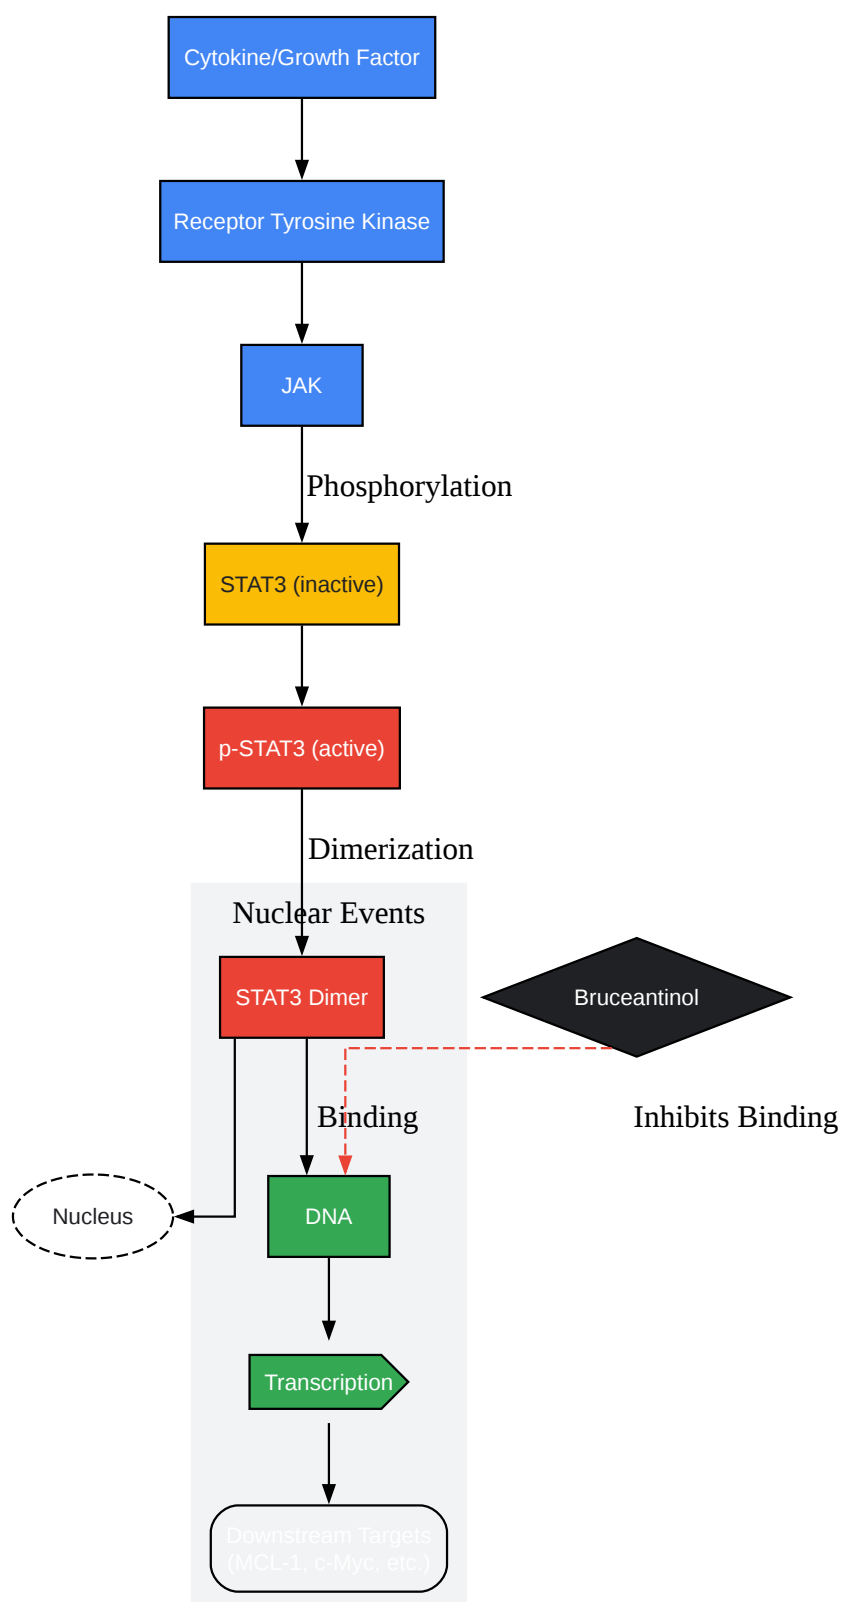 Cytokine/Growth Factor
Receptor Tyrosine Kinase
JAK
Phosphorylation
STAT3 (inactive)
p-STAT3 (active)
Dimerization
Nuclear Events
STAT3 Dimer
Bruceantinol
Binding
Inhibits Binding
Nucleus
DNA
Transcription
Downstream Targets
(MCL-1, c-Myc, etc.)